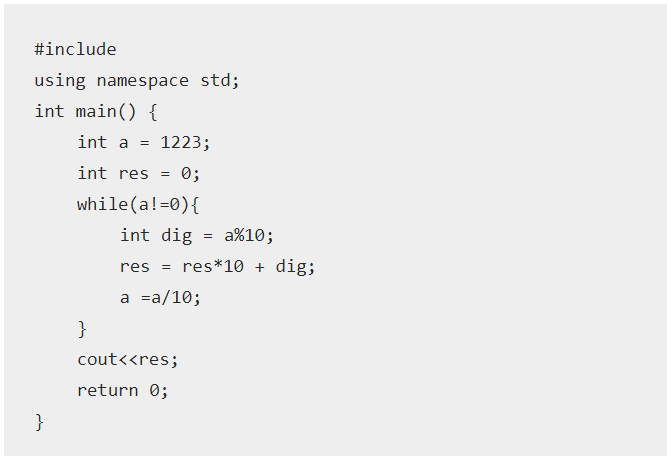 #include
using namespace std;
int main() {
    int a = 1223;
    int res = 0;
    while(a!=0){
        int dig = a%10;
        res = res*10 + dig;
        a =a/10;
    }
    cout<<res;
    return 0;
}